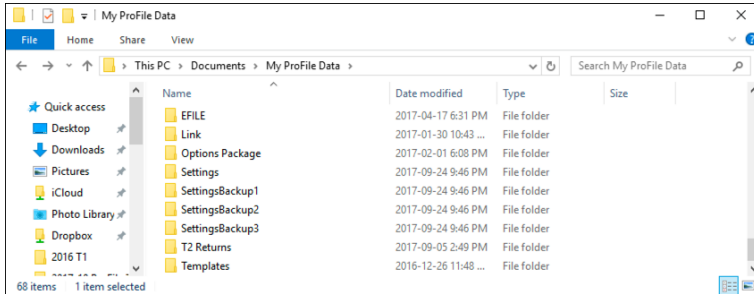 My ProFile Data
File Home Share View
This PC > Documents > My ProFile Data >
Search My ProFile Data
Name Date modified Type Size
Quick access
Desktop
Downloads
Pictures
iCloud
Photo Library
Dropbox
2016 T1
EFILE 2017-04-17 6:31 PM File folder
Link 2017-01-30 10:43 ... File folder
Options Package 2017-02-01 6:08 PM File folder
Settings 2017-09-24 9:46 PM File folder
SettingsBackup1 2017-09-24 9:46 PM File folder
SettingsBackup2 2017-09-24 9:46 PM File folder
SettingsBackup3 2017-09-24 9:46 PM File folder
T2 Returns 2017-09-05 2:49 PM File folder
Templates 2016-12-26 11:48 ... File folder
68 items 1 item selected